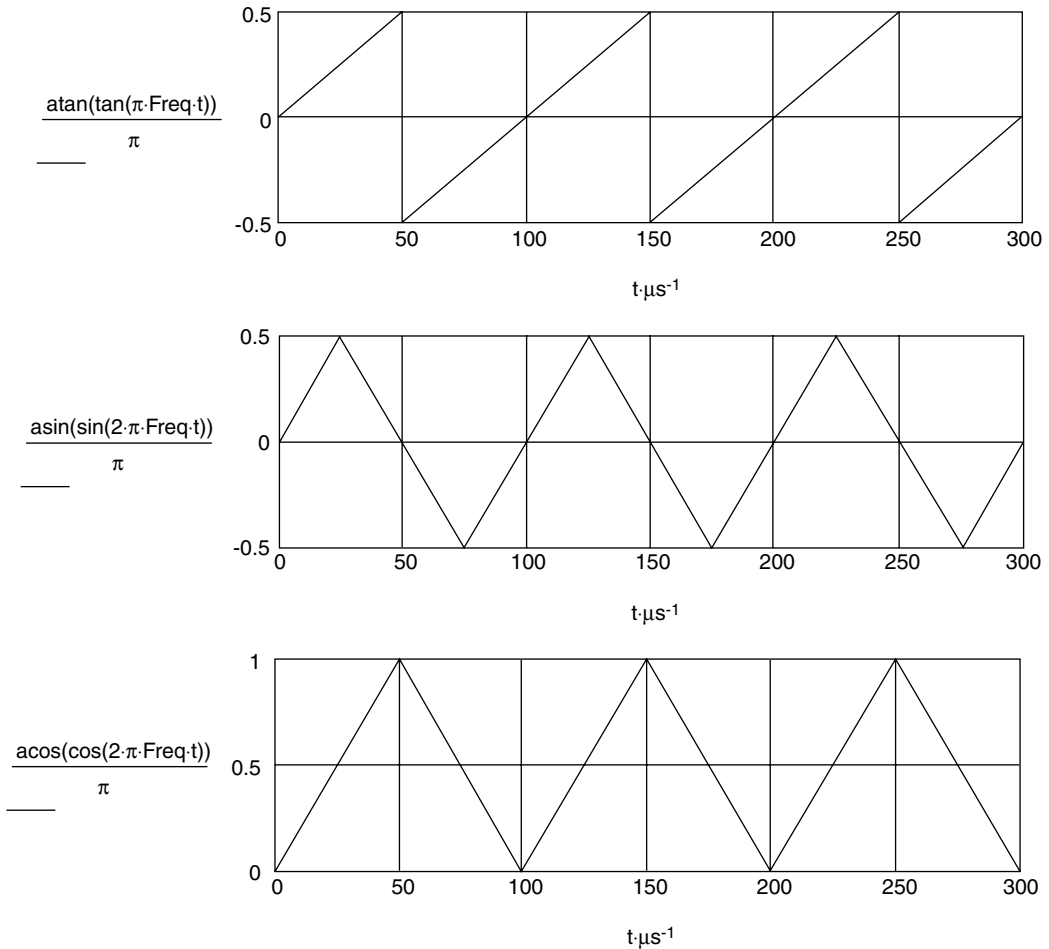 0.5
atan(tan(π·Freq·t))
π
0
-0.5
0 50 100 150 200 250 300
t·μs-1
0.5
asin(sin(2·π·Freq·t))
π
0
-0.5
0 50 100 150 200 250 300
t·μs-1
1
acos(cos(2·π·Freq·t))
π
0.5
0
0 50 100 150 200 250 300
t·μs-1